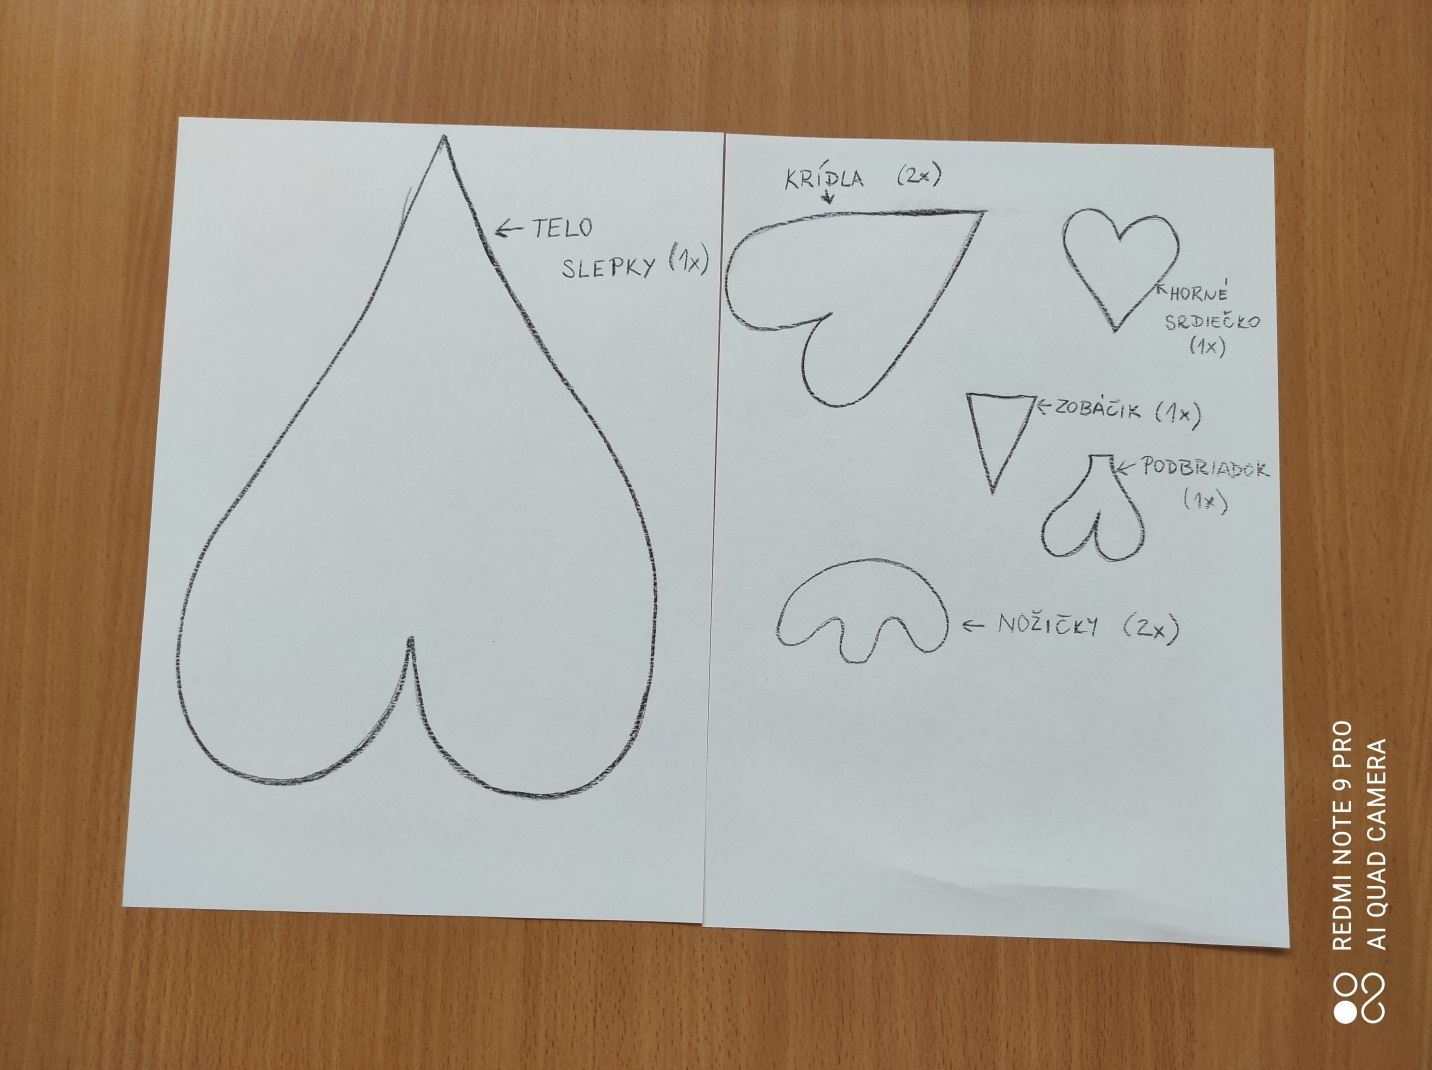 ← TELO
SLEPKY (1x)
KRÍDLA (2x)
HORNÉ
SRDIEČKO
(1x)
← ZOBÁČIK (1x)
← PODBRIADOK
(1x)
← NOŽIČKY (2x)
REDMI NOTE 9 PRO
AI QUAD CAMERA